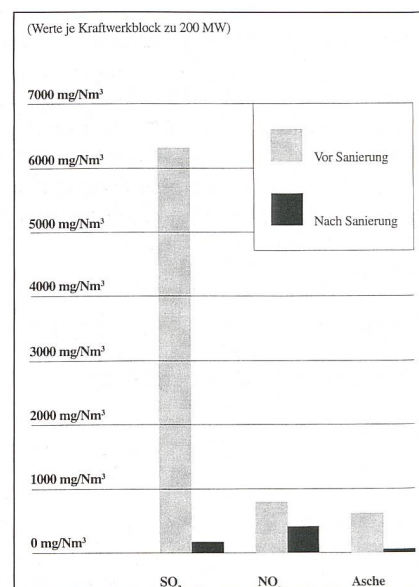 (Werte je Kraftwerkblock zu 200 MW)
7000 mg/Nm³
6000 mg/Nm³
5000 mg/Nm³
4000 mg/Nm³
3000 mg/Nm³
2000 mg/Nm³
1000 mg/Nm³
0 mg/Nm³
Vor Sanierung
Nach Sanierung
SO₂ NO Asche